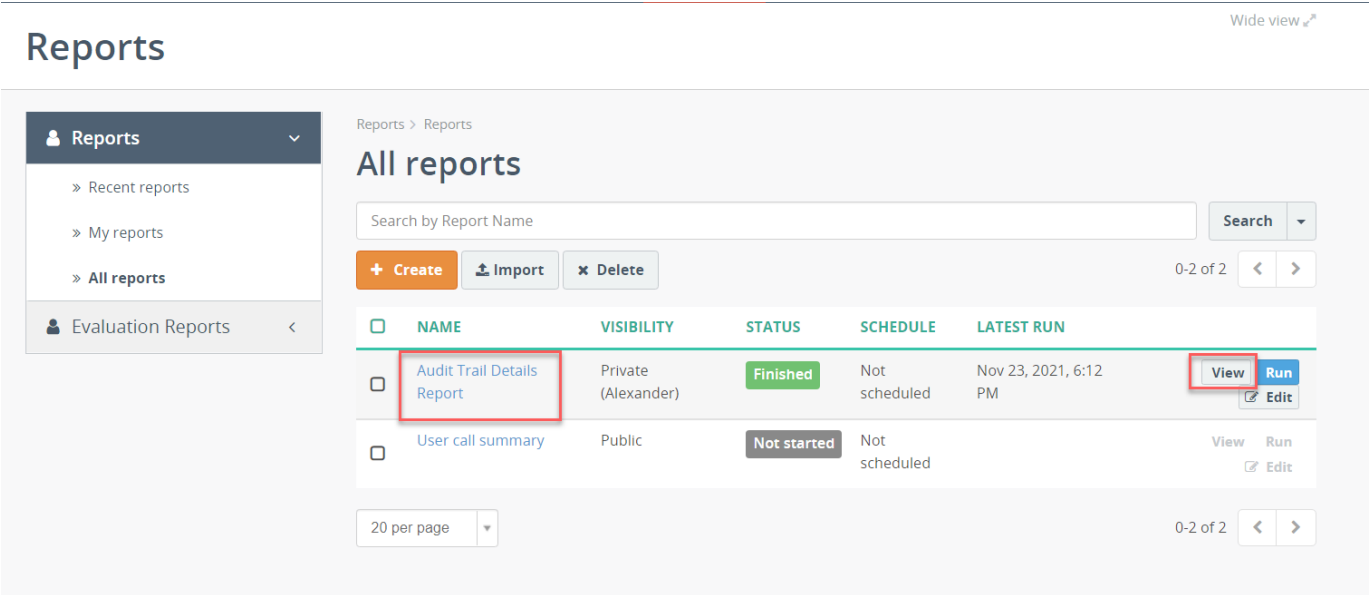 Wide view
Reports
Reports
» Recent reports
» My reports
» All reports
Evaluation Reports
Reports > Reports
All reports
Search by Report Name
Search
+ Create
Import
× Delete
0-2 of 2
NAME VISIBILITY STATUS SCHEDULE LATEST RUN
Audit Trail Details Private Finished Not Nov 23, 2021, 6:12 View Run
Report (Alexander) scheduled PM Edit
User call summary Public Not started Not View Run
scheduled Edit
20 per page
0-2 of 2